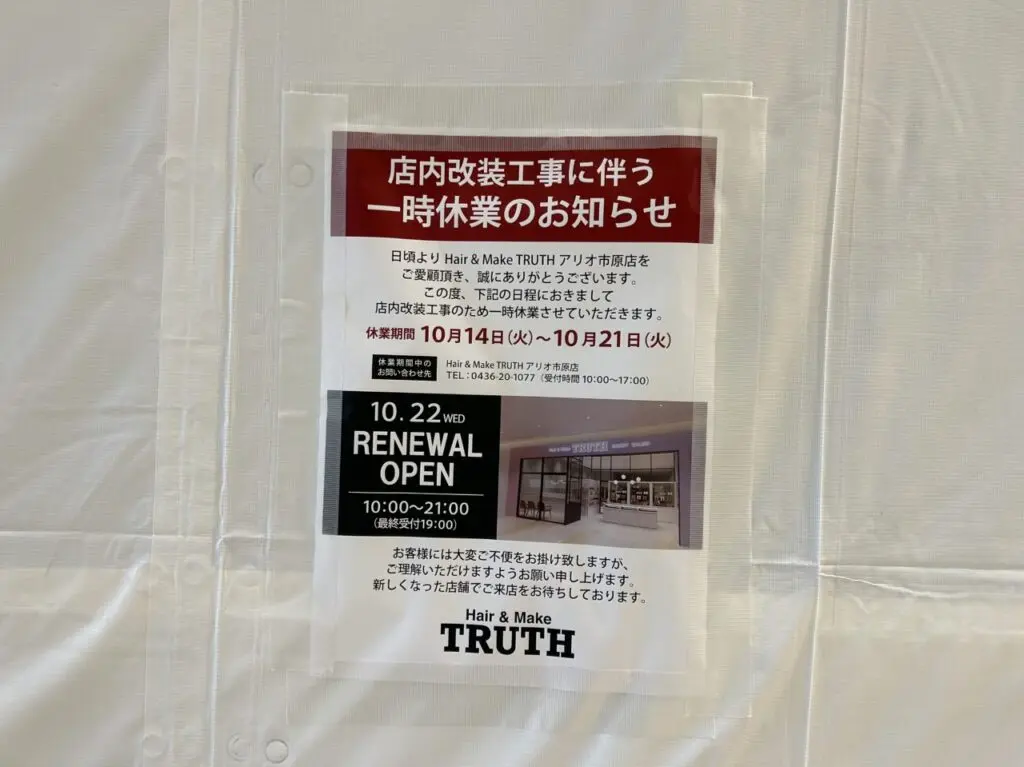 店内改装工事に伴う
一時休業のお知らせ
日頃より Hair & Make TRUTH アリオ市原店を
ご愛顧頂き、誠にありがとうございます。
この度、下記の日程におきまして
店内改装工事のため一時休業させていただきます。
休業期間 10月14日(火)～10月21日(火)
休業期間中の
お問い合わせ先
Hair & Make TRUTH アリオ市原店
TEL：0436-20-1077（受付時間 10:00～17:00）
10. 22 WED
RENEWAL
OPEN
10:00～21:00
（最終受付19:00）
Hair & Make TRUTH
お客様には大変ご不便をお掛け致しますが、
ご理解いただけますようお願い申し上げます。
新しくなった店舗でご来店をお待ちしております。
Hair & Make
TRUTH